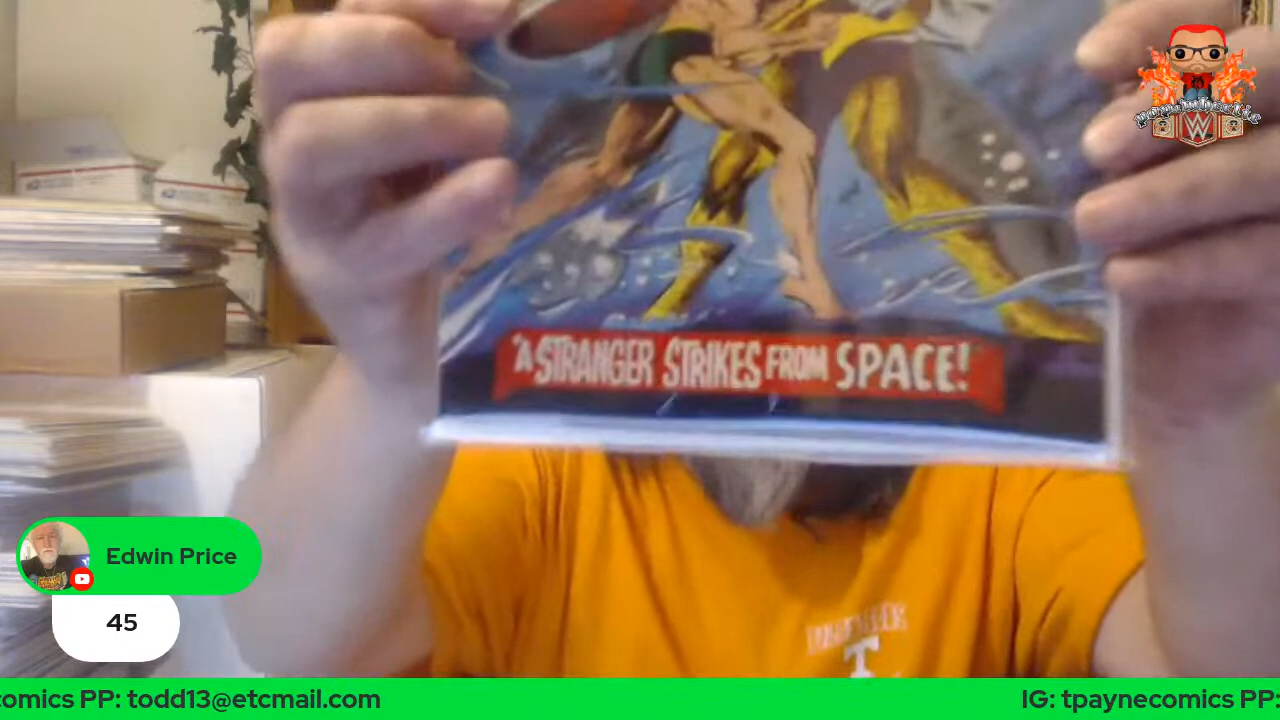 "A STRANGER STRIKES FROM SPACE!"
Edwin Price
45
T
comics PP: todd13@etcmail.com
IG: tpaynecomics PP: